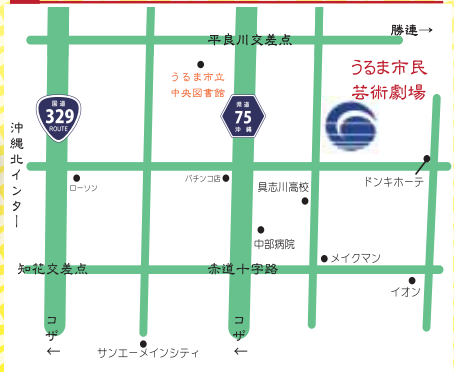 勝連→
平良川交差点
うるま市民
芸術劇場
うるま市立
中央図書館
国道
329
ROUTE
県道
75
沖縄
沖縄北インター
ローソン
パチンコ店
具志川高校
ドンキホーテ
中部病院
メイクマン
知花交差点
赤道十字路
イオン
コザ
↓
コザ
↓
サンエーメインシティ